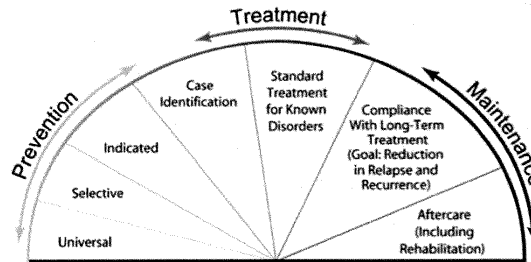 Treatment
Prevention
Maintenance
Universal
Selective
Indicated
Case
Identification
Standard
Treatment
for Known
Disorders
Compliance
With Long-Term
Treatment
(Goal: Reduction
in Relapse and
Recurrence)
Aftercare
(Including
Rehabilitation)